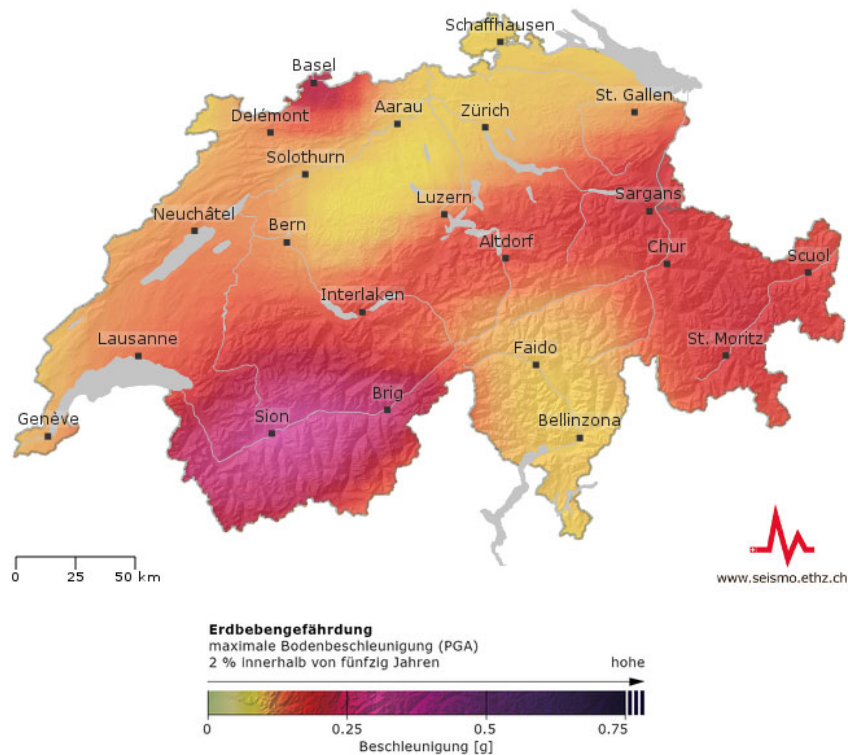 Schaffhausen
Basel
St. Gallen
Aarau
Zürich
Delémont
Solothurn
Sargans
Luzern
Neuchâtel
Bern
Altdorf
Chur
Scuol
Interlaken
Lausanne
St. Moritz
Faido
Brig
Genève
Sion
Bellinzona
0 25 50 km
www.seismo.ethz.ch
Erdbebengefährdung
maximale Bodenbeschleunigung (PGA)
2 % innerhalb von fünfzig Jahren hohe
0 0.25 0.5 0.75
Beschleunigung [g]